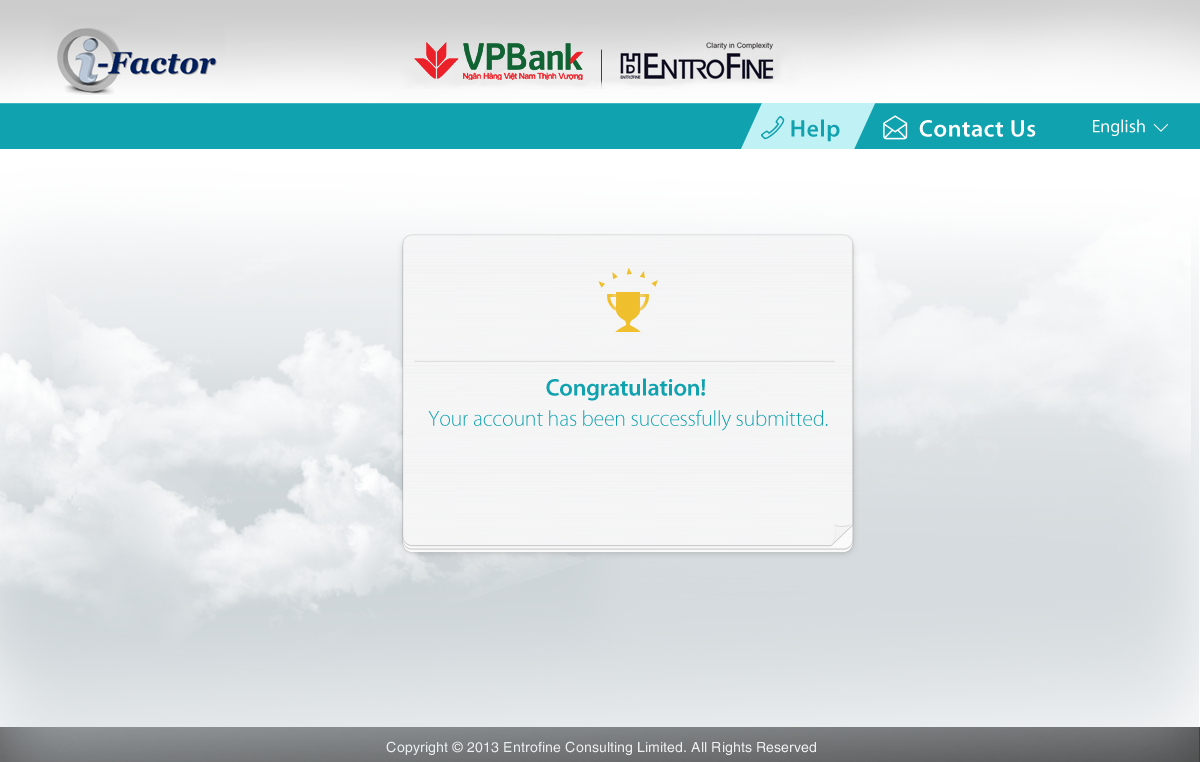 i-Factor
VPBank
Ngân Hàng Việt Nam Thịnh Vượng
Clarity in Complexity
ENTROFINE
ENTROFINE
Help
Contact Us
English
Congratulation!
Your account has been successfully submitted.
Copyright © 2013 Entrofine Consulting Limited. All Rights Reserved